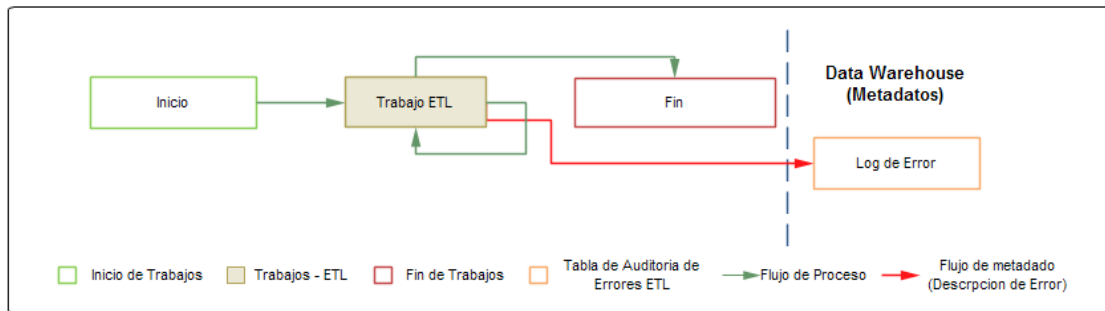 Inicio
Trabajo ETL
Fin
Data Warehouse
(Metadatos)
Log de Error
Inicio de Trabajos
Trabajos - ETL
Fin de Trabajos
Tabla de Auditoria de
Errores ETL
Flujo de Proceso
Flujo de metadado
(Descrpcion de Error)